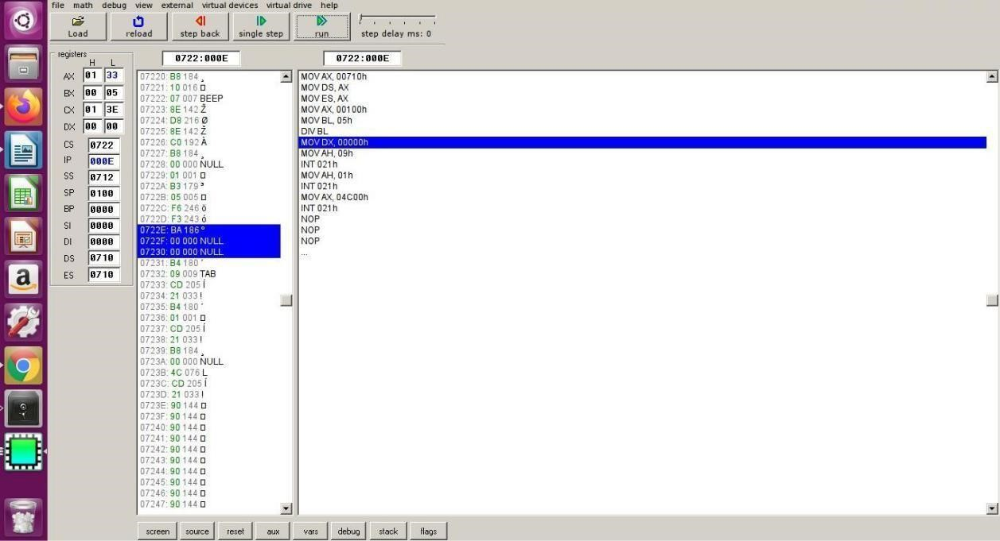 file math debug view external virtual devices virtual drive help
Load reload step back single step run step delay ms: 0
registers
H L
0722:000E 0722:000E
AX 01 33
BX 00 05
CX 01 3E
DX 00 00
CS 0722
IP 000E
SS 0712
SP 0100
BP 0000
SI 0000
DI 0000
DS 0710
ES 0710
07220: B8 184 ¸
07221: 10 016
07222: 07 007 BEEP
07223: 8E 142 Ž
07224: D8 216 Ø
07225: 8E 142 Ž
07226: C0 192 À
07227: B8 184 ¸
07228: 00 000 NULL
07229: 01 001
0722A: B3 179 ³
0722B: 05 005
0722C: F6 246 ö
0722D: F3 243 ó
0722E: BA 186 º
0722F: 00 000 NULL
07230: 00 000 NULL
07231: B4 180 ´
07232: 09 009 TAB
07233: CD 205 Í
07234: 21 033 !
07235: B4 180 ´
07236: 01 001
07237: CD 205 Í
07238: 21 033 !
07239: B8 184 ¸
0723A: 00 000 NULL
0723B: 4C 076 L
0723C: CD 205 Í
0723D: 21 033 !
0723E: 90 144
0723F: 90 144
07240: 90 144
07241: 90 144
07242: 90 144
07243: 90 144
07244: 90 144
07245: 90 144
07246: 90 144
07247: 90 144
MOV AX, 00710h
MOV DS, AX
MOV ES, AX
MOV AX, 00100h
MOV BL, 05h
DIV BL
MOV DX, 00000h
MOV AH, 09h
INT 021h
MOV AH, 01h
INT 021h
MOV AX, 04C00h
INT 021h
NOP
NOP
NOP
...
screen source reset aux vars debug stack flags
a